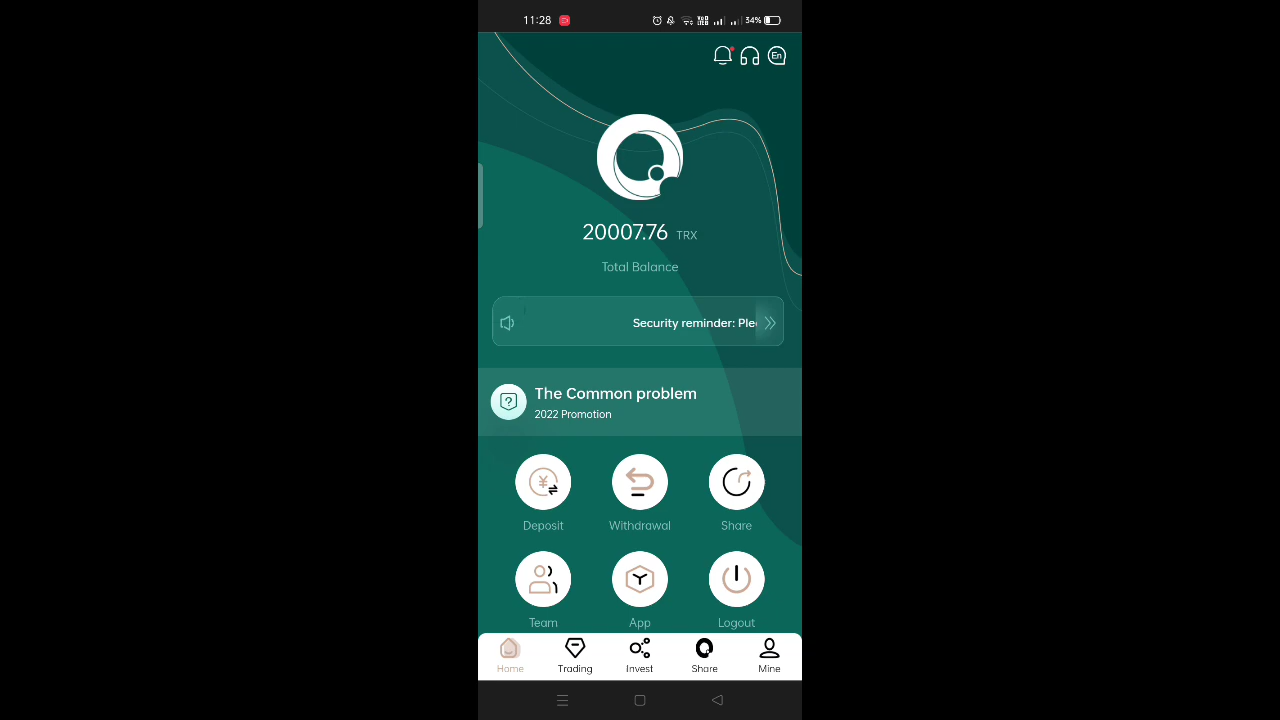 11:28
34%
En
20007.76 TRX
Total Balance
Security reminder: Ple
The Common problem
2022 Promotion
Deposit
Withdrawal
Share
Team
App
Logout
Home
Trading
Invest
Share
Mine